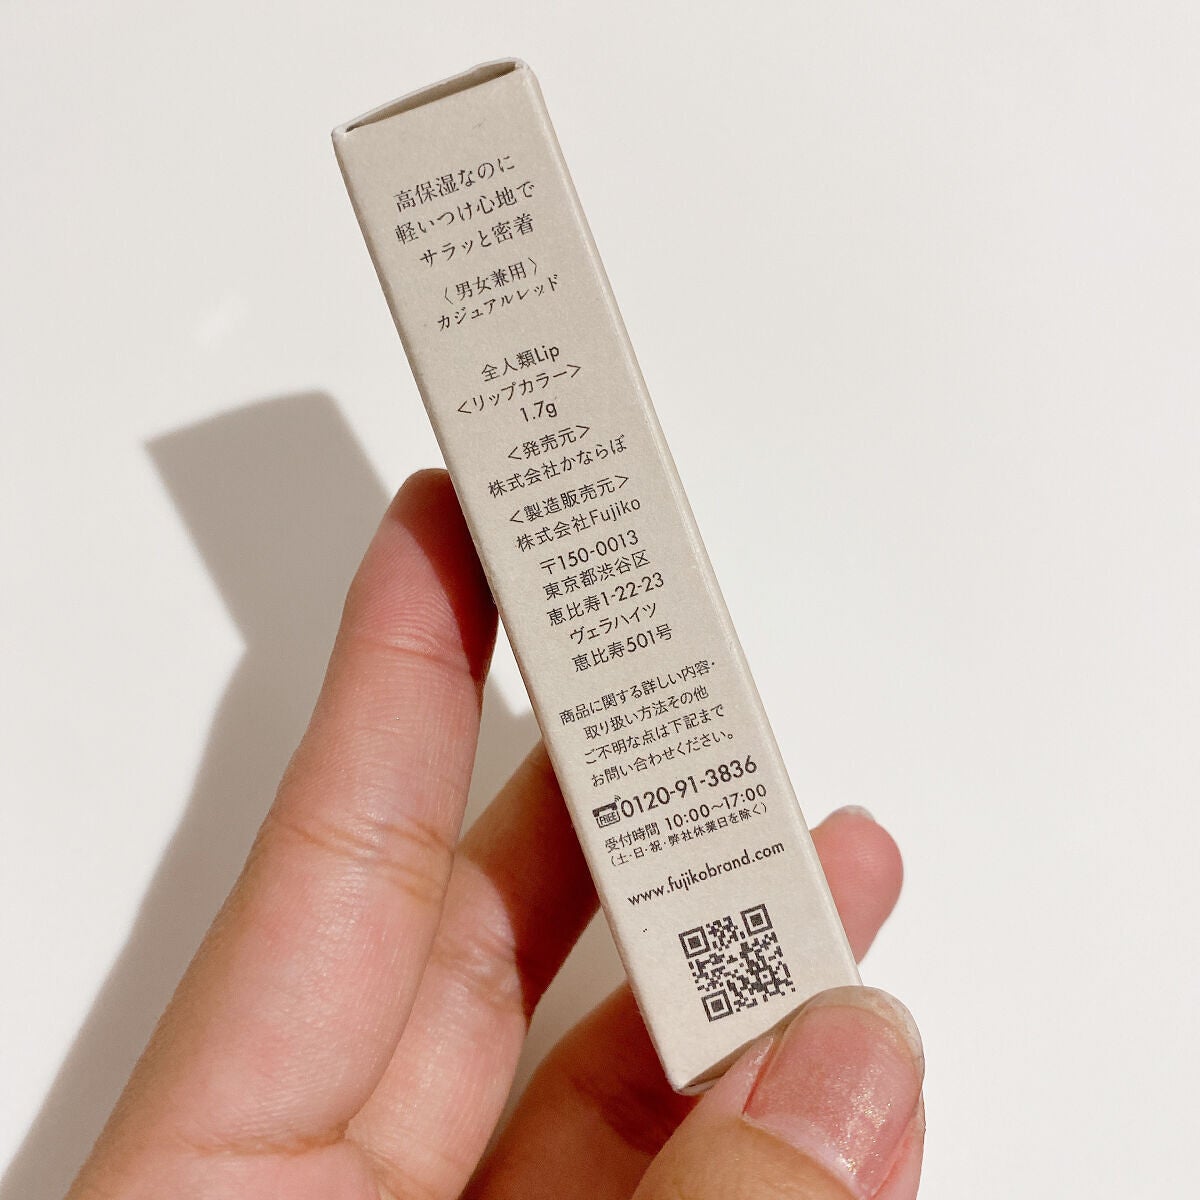 高保湿なのに
軽いつけ心地で
サラッと密着
〈男女兼用〉
カジュアルレッド
全人類Lip
<リップカラー>
1.7g
<発売元>
株式会社かならぼ
<製造販売元>
株式会社Fujiko
〒150-0013
東京都渋谷区
恵比寿1-22-23
ヴェラハイツ
恵比寿501号
商品に関する詳しい内容・
取り扱い方法その他
ご不明な点は下記まで
お問い合わせください。
FREE 0120-91-3836
受付時間 10:00〜17:00
(土・日・祝・弊社休業日を除く)
www.fujikobrand.com